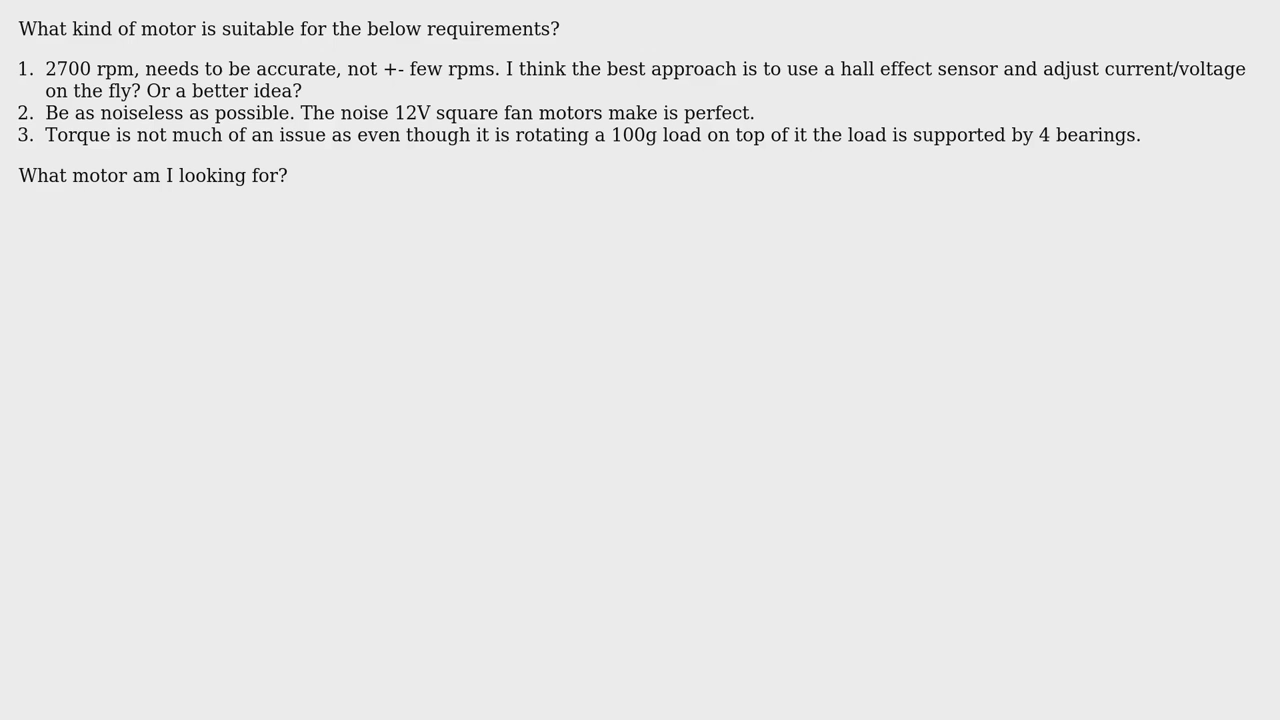 What kind of motor is suitable for the below requirements?
1. 2700 rpm, needs to be accurate, not +- few rpms. I think the best approach is to use a hall effect sensor and adjust current/voltage
on the fly? Or a better idea?
2. Be as noiseless as possible. The noise 12V square fan motors make is perfect.
3. Torque is not much of an issue as even though it is rotating a 100g load on top of it the load is supported by 4 bearings.
What motor am I looking for?